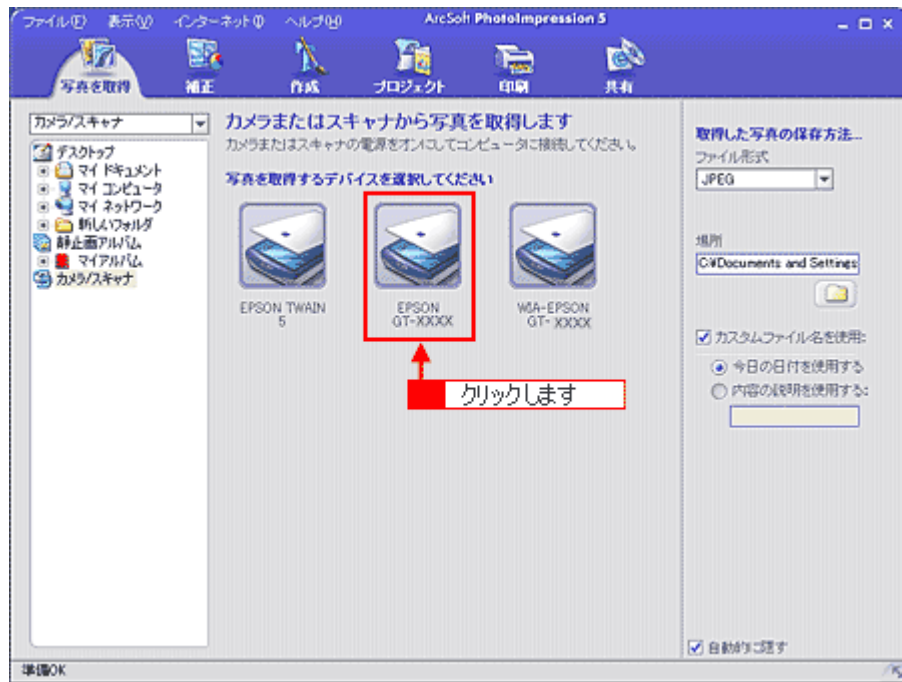 ファイル(F) 表示(V) インターネット(I) ヘルプ(H) ArcSoft PhotoImpression 5
写真を取得 補正 作成 プロジェクト 印刷 共有
カメラ/スキャナ
デスクトップ
マイ ドキュメント
マイ コンピュータ
マイ ネットワーク
新しいフォルダ
静止画アルバム
マイアルバム
カメラ/スキャナ
カメラまたはスキャナから写真を取得します
カメラまたはスキャナの電源をオンにしてコンピュータに接続してください。
写真を取得するデバイスを選択してください
EPSON TWAIN
5
EPSON
GT-XXXX
WIA-EPSON
GT-XXXX
クリックします
取得した写真の保存方法...
ファイル形式
JPEG
場所
C:¥Documents and Settings
カスタムファイル名を使用:
今日の日付を使用する
内容の説明を使用する:
自動的に隠す
準備OK